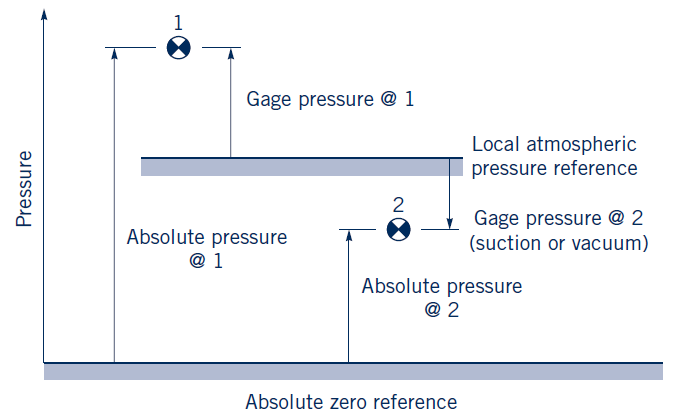 1
Gage pressure @ 1
Local atmospheric
pressure reference
Pressure
2
Gage pressure @ 2
(suction or vacuum)
Absolute pressure
@ 1
Absolute pressure
@ 2
Absolute zero reference